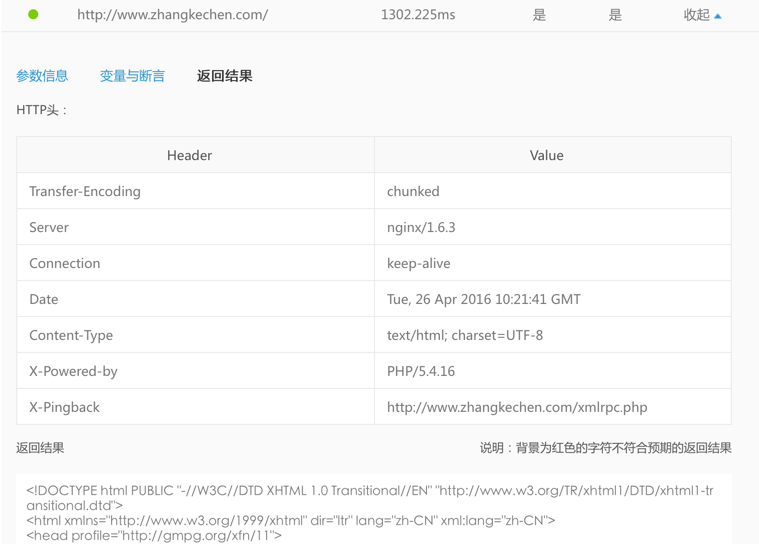 http://www.zhangkechen.com/ 1302.225ms 是 是 收起
参数信息 变量与断言 返回结果
HTTP头：
Header Value
Transfer-Encoding chunked
Server nginx/1.6.3
Connection keep-alive
Date Tue, 26 Apr 2016 10:21:41 GMT
Content-Type text/html; charset=UTF-8
X-Powered-by PHP/5.4.16
X-Pingback http://www.zhangkechen.com/xmlrpc.php
返回结果 说明：背景为红色的字符不符合预期的返回结果
<!DOCTYPE html PUBLIC "-//W3C//DTD XHTML 1.0 Transitional//EN" "http://www.w3.org/TR/xhtml1/DTD/xhtml1-tr
ansitional.dtd">
<html xmlns="http://www.w3.org/1999/xhtml" dir="ltr" lang="zh-CN" xml:lang="zh-CN">
<head profile="http://gmpg.org/xfn/11">